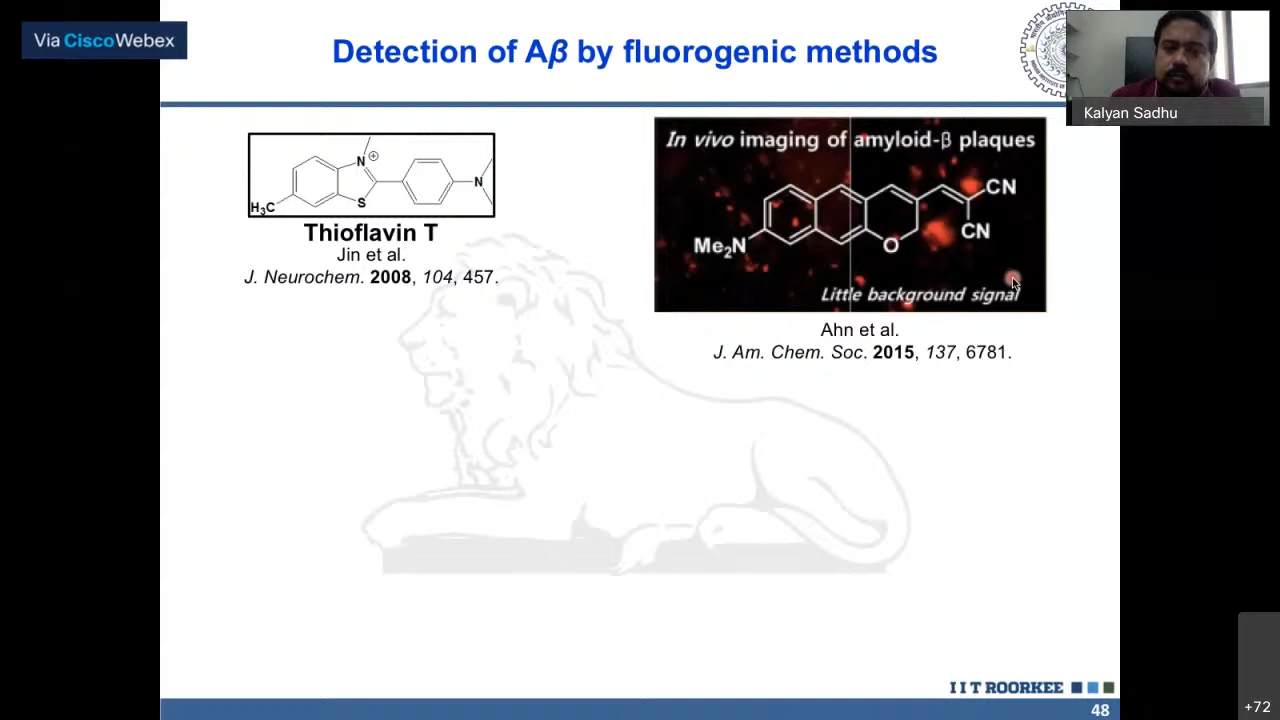 Via CiscoWebex
Detection of Aβ by fluorogenic methods
Kalyan Sadhu
N
⊕
S
N
H₃C
Thioflavin T
Jin et al.
J. Neurochem. 2008, 104, 457.
In vivo imaging of amyloid-β plaques
CN
CN
Me₂N
O
Little background signal
Ahn et al.
J. Am. Chem. Soc. 2015, 137, 6781.
IIT ROORKEE
48
+72